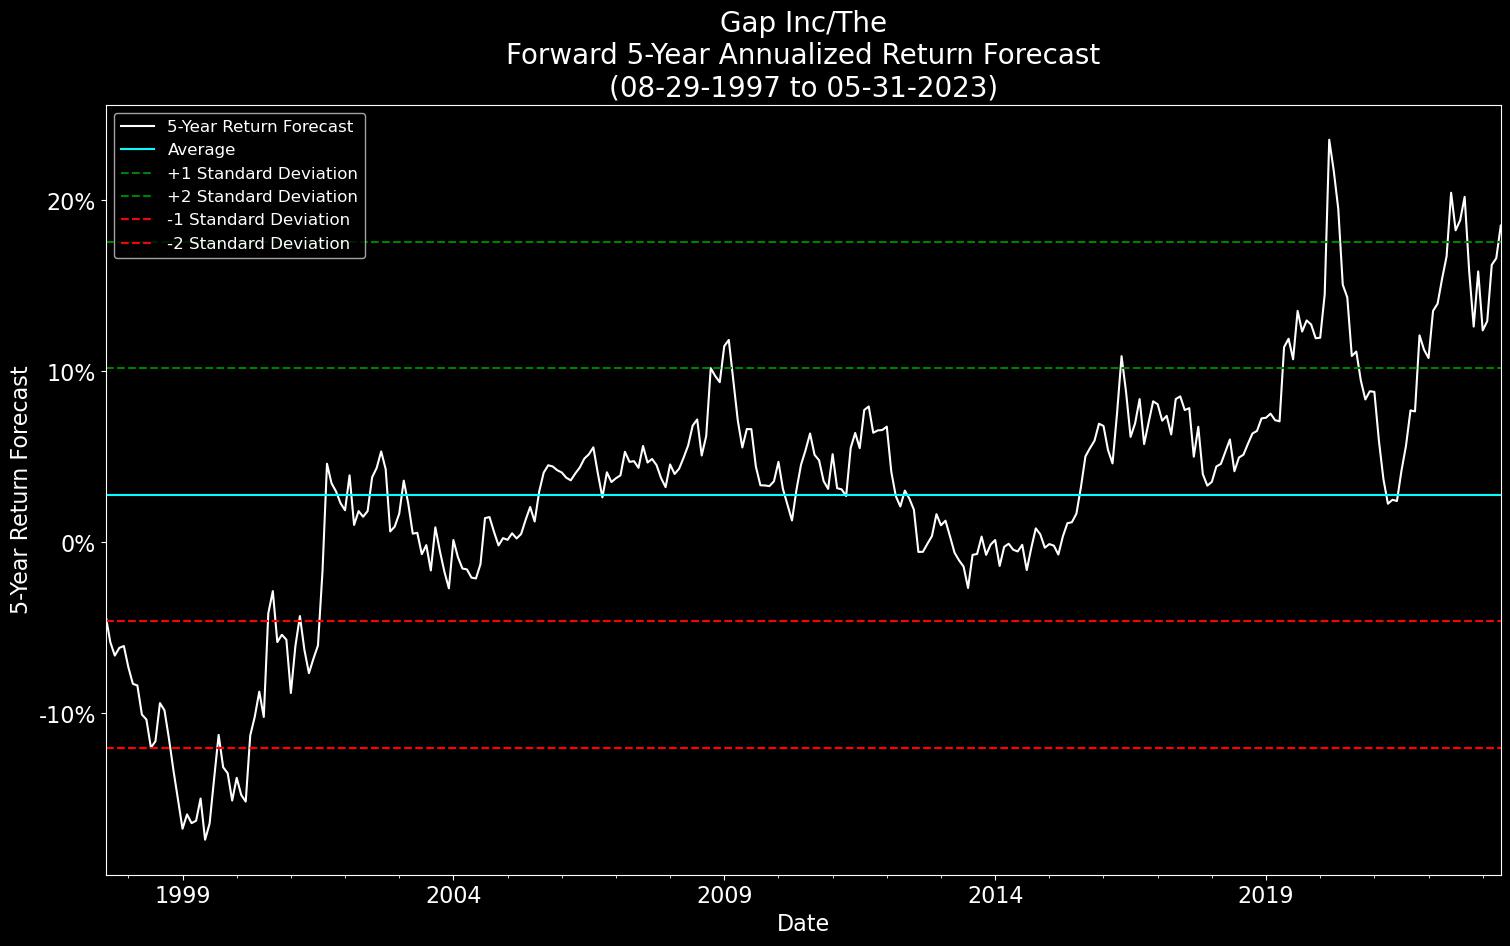 Gap Inc/The
Forward 5-Year Annualized Return Forecast
(08-29-1997 to 05-31-2023)
5-Year Return Forecast
Average
+1 Standard Deviation
+2 Standard Deviation
-1 Standard Deviation
-2 Standard Deviation
20%
10%
0%
-10%
5-Year Return Forecast
1999
2004
2009
2014
2019
Date